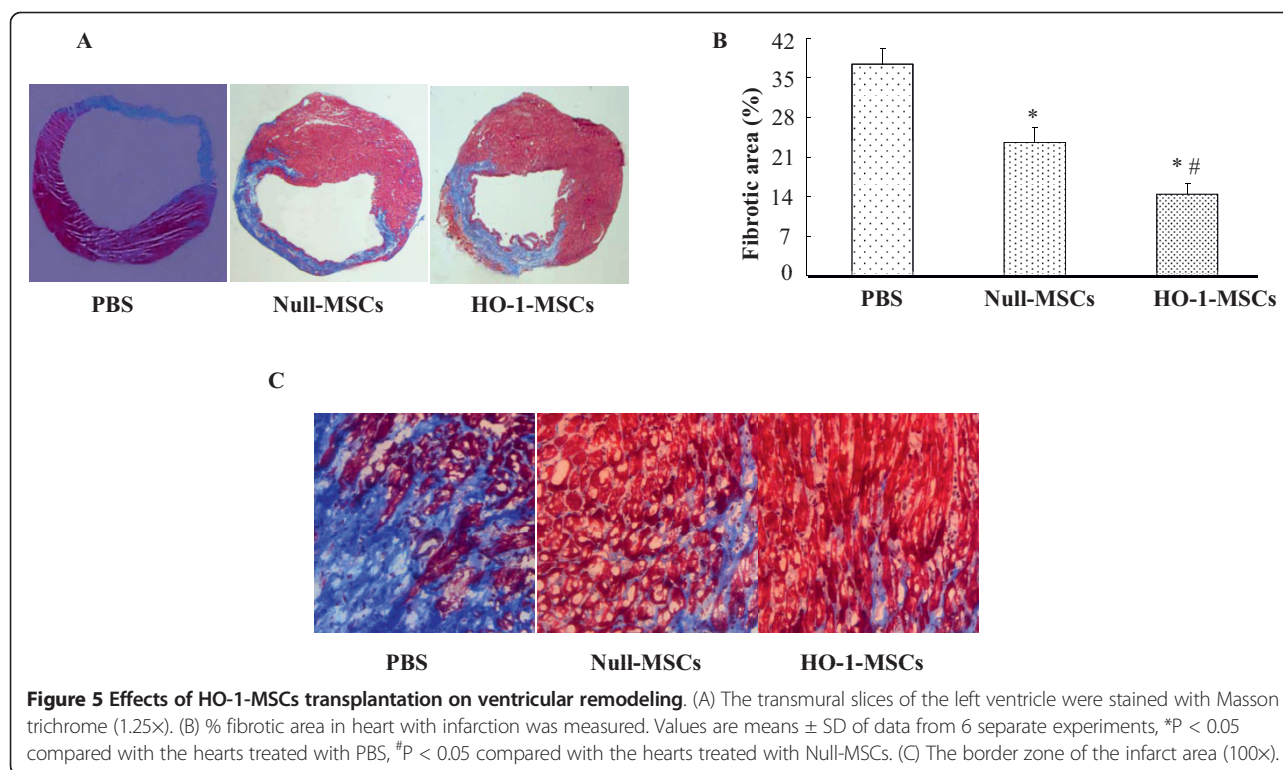 A
PBS
Null-MSCs
HO-1-MSCs
B
Fibrotic area (%)
42
35
28
21
14
7
0
*
* #
PBS
Null-MSCs
HO-1-MSCs
C
PBS
Null-MSCs
HO-1-MSCs
Figure 5 Effects of HO-1-MSCs transplantation on ventricular remodeling. (A) The transmural slices of the left ventricle were stained with Masson
trichrome (1.25×). (B) % fibrotic area in heart with infarction was measured. Values are means ± SD of data from 6 separate experiments, *P < 0.05
compared with the hearts treated with PBS, #P < 0.05 compared with the hearts treated with Null-MSCs. (C) The border zone of the infarct area (100×).